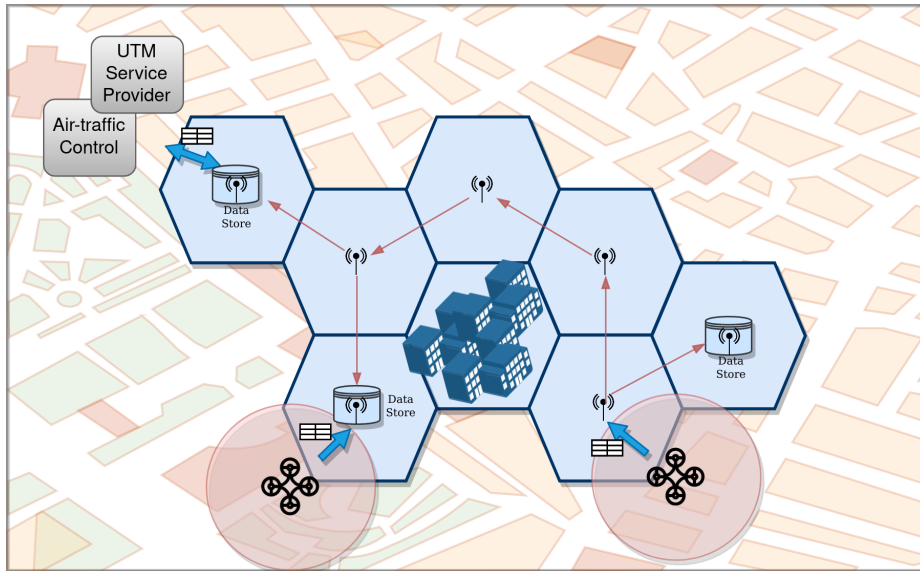 UTM
Service
Provider
Air-traffic
Control
Data
Store
Data
Store
Data
Store